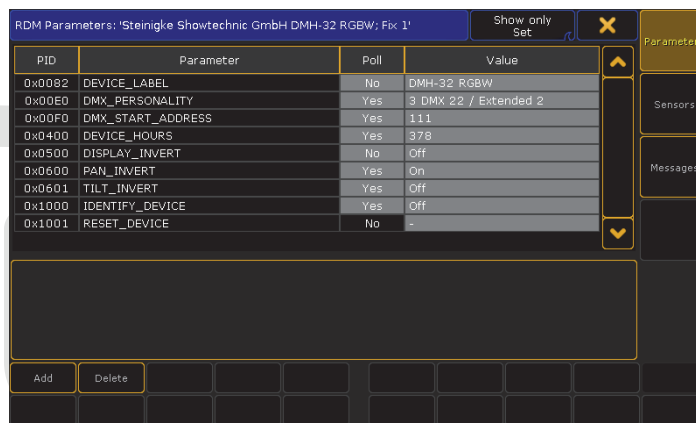 RDM Parameters: 'Steinigke Showtechnic GmbH DMH-32 RGBW; Fix 1'
Show only
Set
Parameter
PID Parameter Poll Value
0x0082 DEVICE_LABEL No DMH-32 RGBW
0x00E0 DMX_PERSONALITY Yes 3 DMX 22 / Extended 2
0x00F0 DMX_START_ADDRESS Yes 111
0x0400 DEVICE_HOURS Yes 378
0x0500 DISPLAY_INVERT No Off
0x0600 PAN_INVERT Yes On
0x0601 TILT_INVERT Yes Off
0x1000 IDENTIFY_DEVICE Yes Off
0x1001 RESET_DEVICE No -
Sensors
Messages
Add Delete